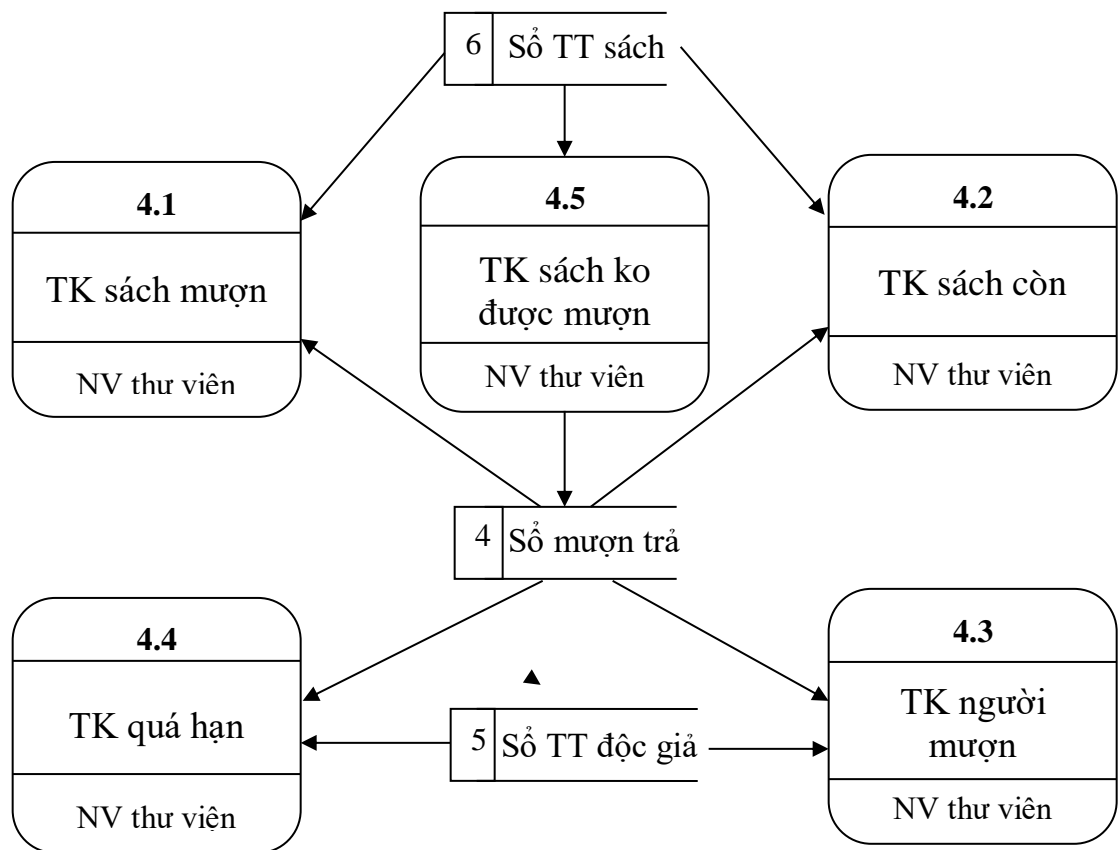 6 Sổ TT sách
4.1
TK sách mượn
NV thư viên
4.5
TK sách ko
được mượn
NV thư viên
4.2
TK sách còn
NV thư viên
4 Sổ mượn trả
4.4
TK quá hạn
NV thư viện
5 Sổ TT độc giả
4.3
TK người
mượn
NV thư viên